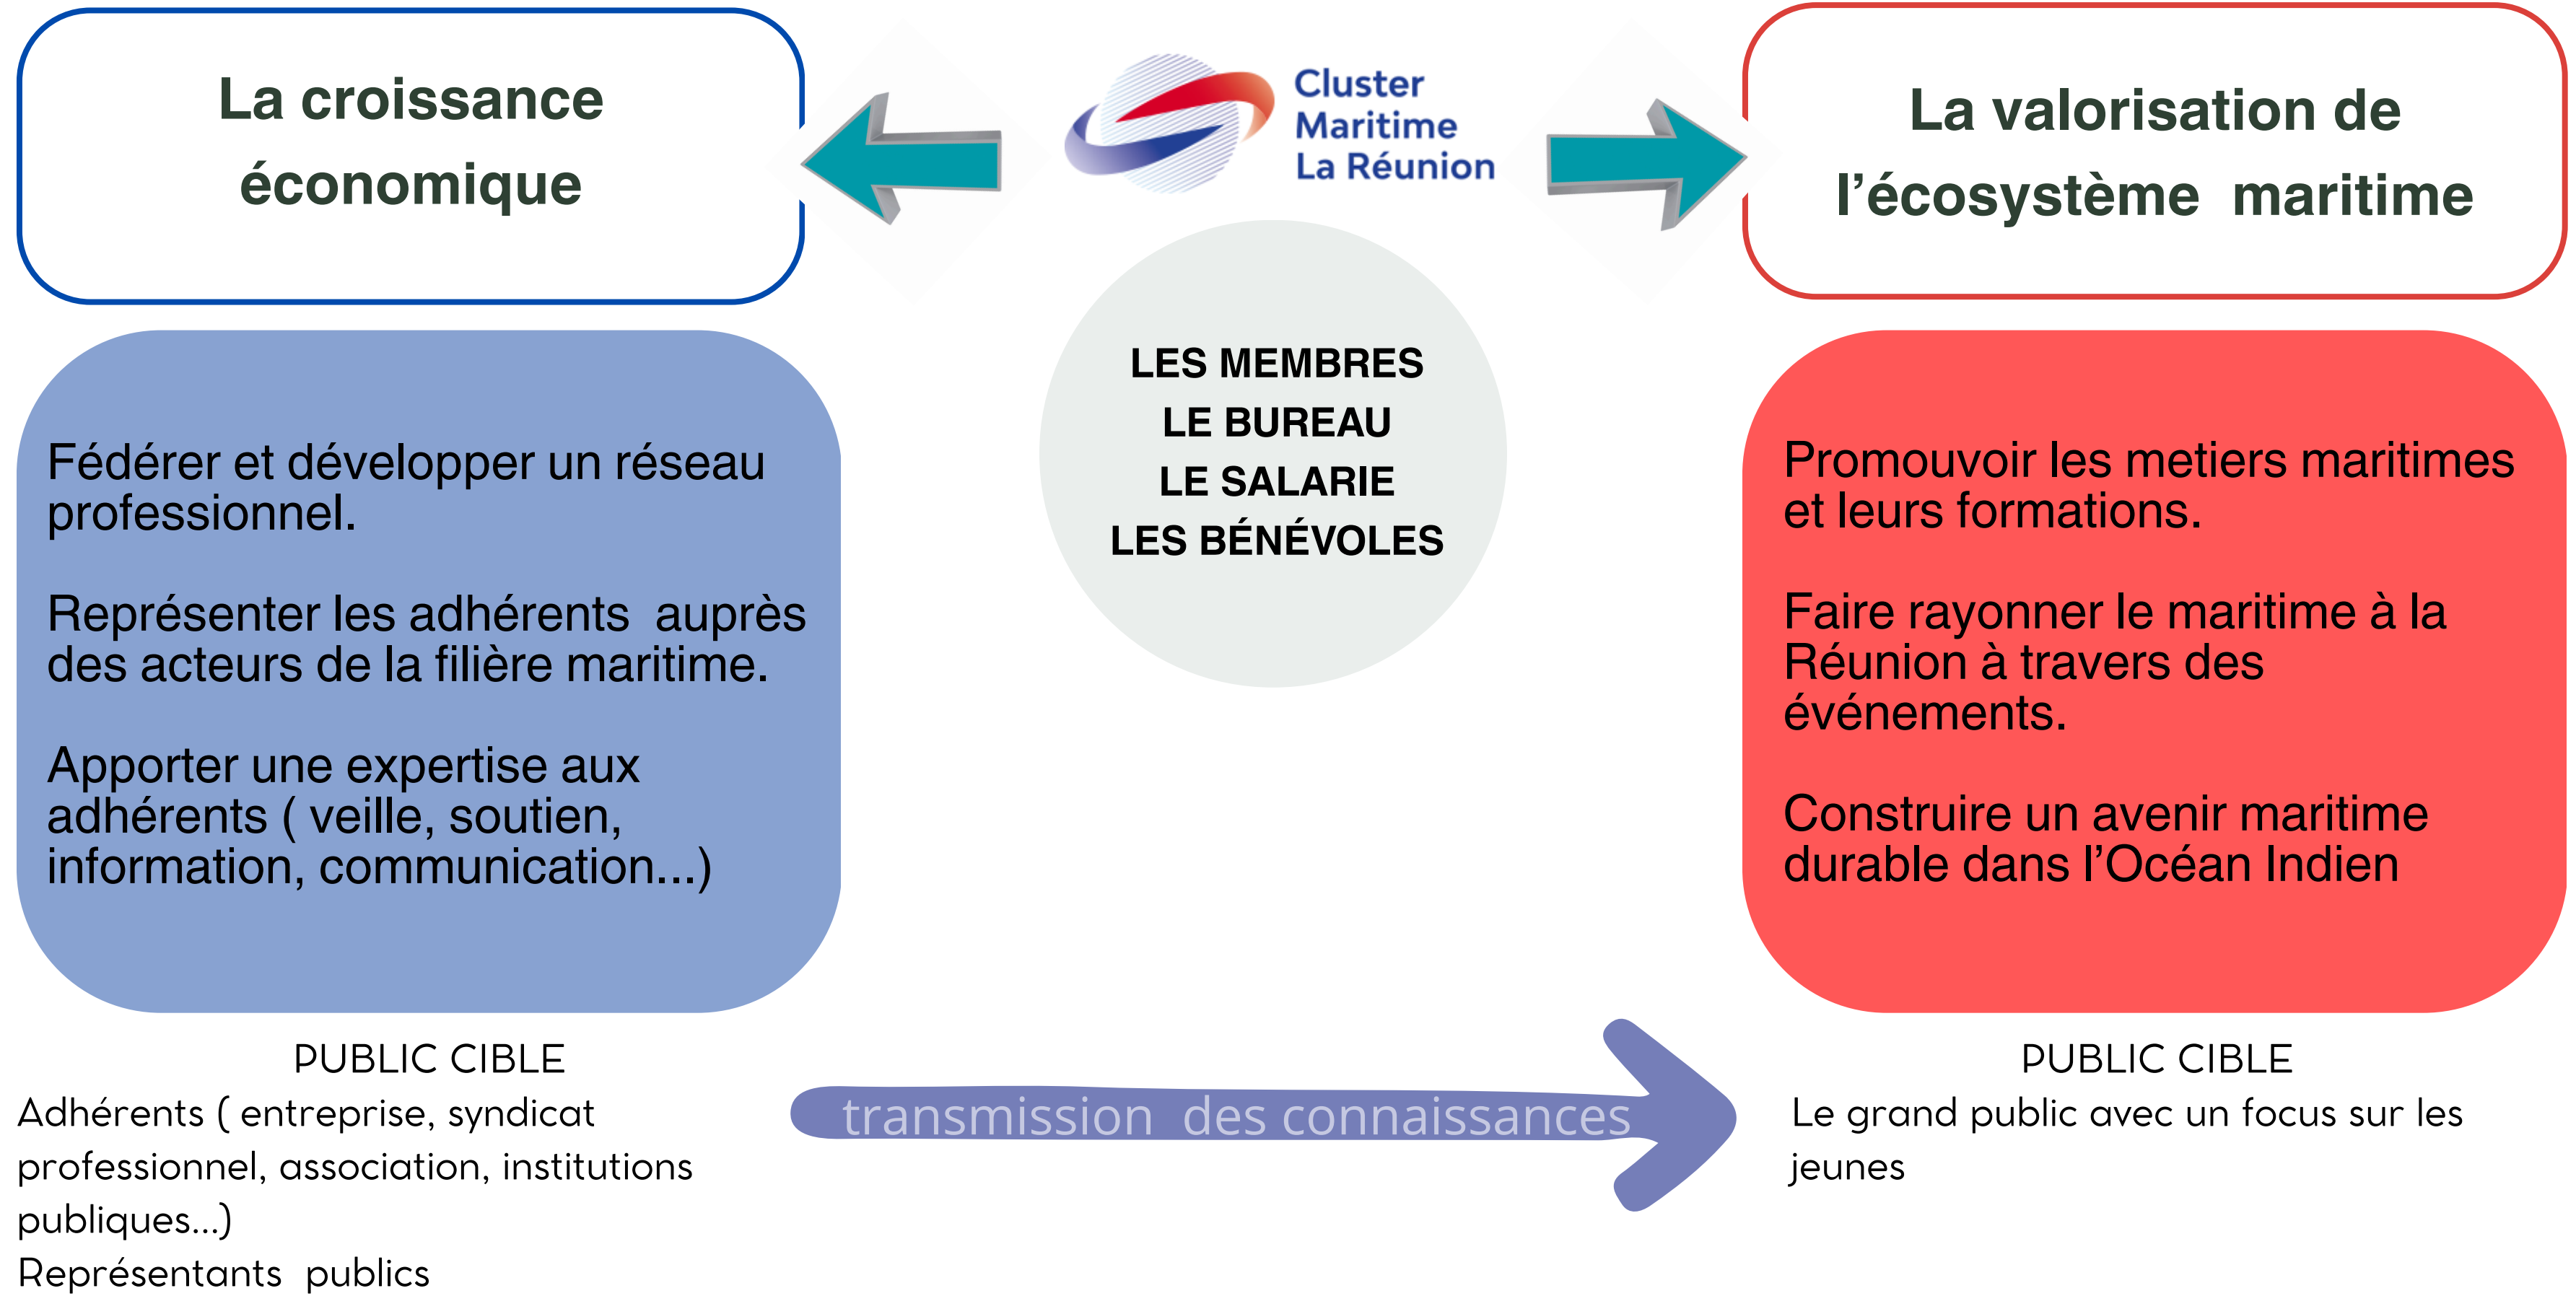 La croissance
économique
Cluster
Maritime
La Réunion
La valorisation de
l’écosystème  maritime
LES MEMBRES
LE BUREAU
LE SALARIE
LES BÉNÉVOLES
Fédérer et développer un réseau
professionnel.
Représenter les adhérents  auprès
des acteurs de la filière maritime.
Apporter une expertise aux
adhérents ( veille, soutien,
information, communication...)
Promouvoir les metiers maritimes
et leurs formations.
Faire rayonner le maritime à la
Réunion à travers des
événements.
Construire un avenir maritime
durable dans l’Océan Indien
PUBLIC CIBLE
Adhérents ( entreprise, syndicat
professionnel, association, institutions
publiques...)
Représentants  publics
transmission  des connaissances
PUBLIC CIBLE
Le grand public avec un focus sur les
jeunes